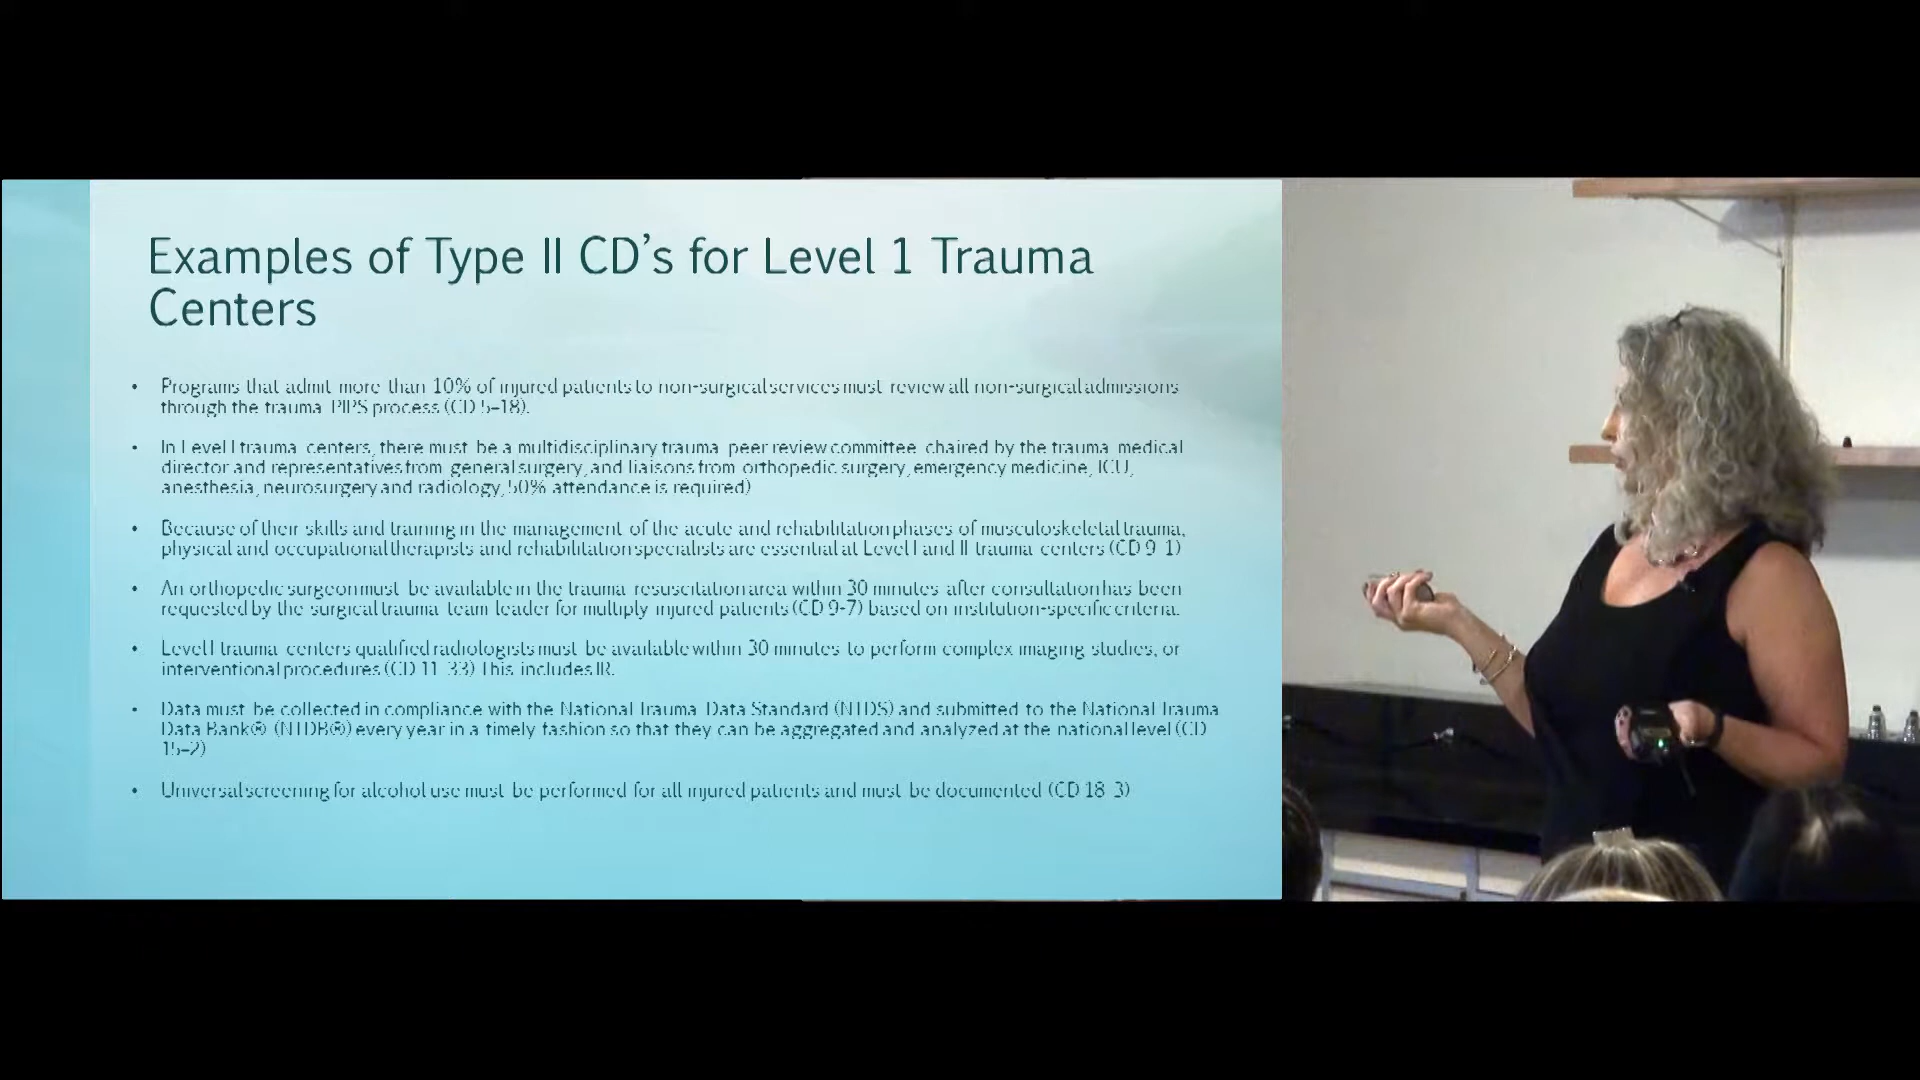 Examples of Type II CD’s for Level 1 Trauma
Centers
• Programs that admit more than 10% of injured patients to non-surgical services must review all non-surgical admissions
through the trauma PIPS process (CD 5–18).
• In Level I trauma centers, there must be a multidisciplinary trauma peer review committee chaired by the trauma medical
director and representatives from general surgery, and liaisons from orthopedic surgery, emergency medicine, ICU,
anesthesia, neurosurgery and radiology, 50% attendance is required)
• Because of their skills and training in the management of the acute and rehabilitation phases of musculoskeletal trauma,
physical and occupational therapists and rehabilitation specialists are essential at Level I and II trauma centers (CD 9–1)
• An orthopedic surgeon must be available in the trauma resuscitation area within 30 minutes after consultation has been
requested by the surgical trauma team leader for multiply injured patients (CD 9-7) based on institution-specific criteria.
• Level I trauma centers qualified radiologists must be available within 30 minutes to perform complex imaging studies, or
interventional procedures (CD 11–33) This includes IR.
• Data must be collected in compliance with the National Trauma Data Standard (NTDS) and submitted to the National Trauma
Data Bank® (NTDB®) every year in a timely fashion so that they can be aggregated and analyzed at the national level (CD
15–2)
• Universal screening for alcohol use must be performed for all injured patients and must be documented (CD 18–3)